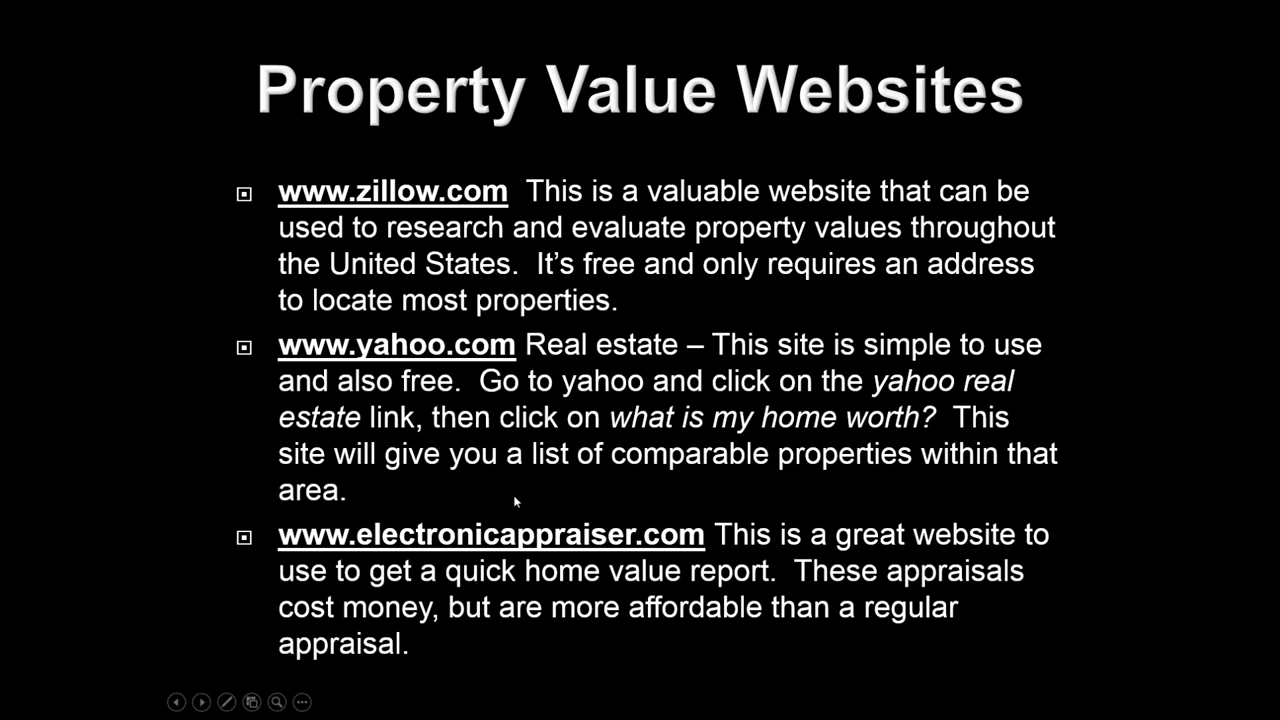 Property Value Websites
www.zillow.com  This is a valuable website that can be
used to research and evaluate property values throughout
the United States.  It’s free and only requires an address
to locate most properties.
www.yahoo.com Real estate – This site is simple to use
and also free.  Go to yahoo and click on the yahoo real
estate link, then click on what is my home worth?  This
site will give you a list of comparable properties within that
area.
www.electronicappraiser.com This is a great website to
use to get a quick home value report.  These appraisals
cost money, but are more affordable than a regular
appraisal.